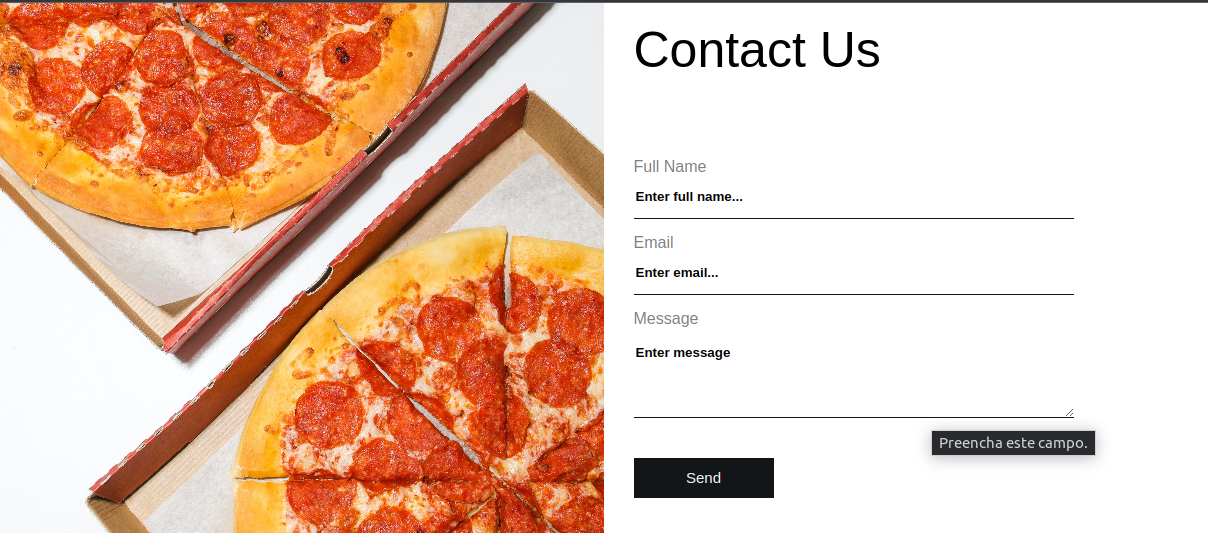 Contact Us
Full Name
Enter full name...
Email
Enter email...
Message
Enter message
Preencha este campo.
Send